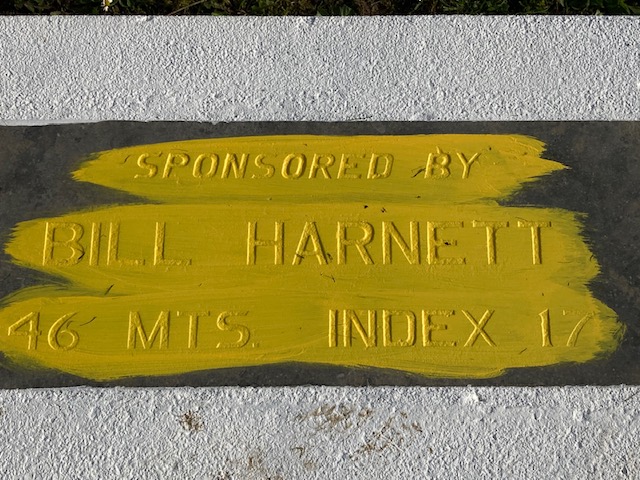 SPONSORED BY
BILL HARNETT
46 MTS. INDEX 17